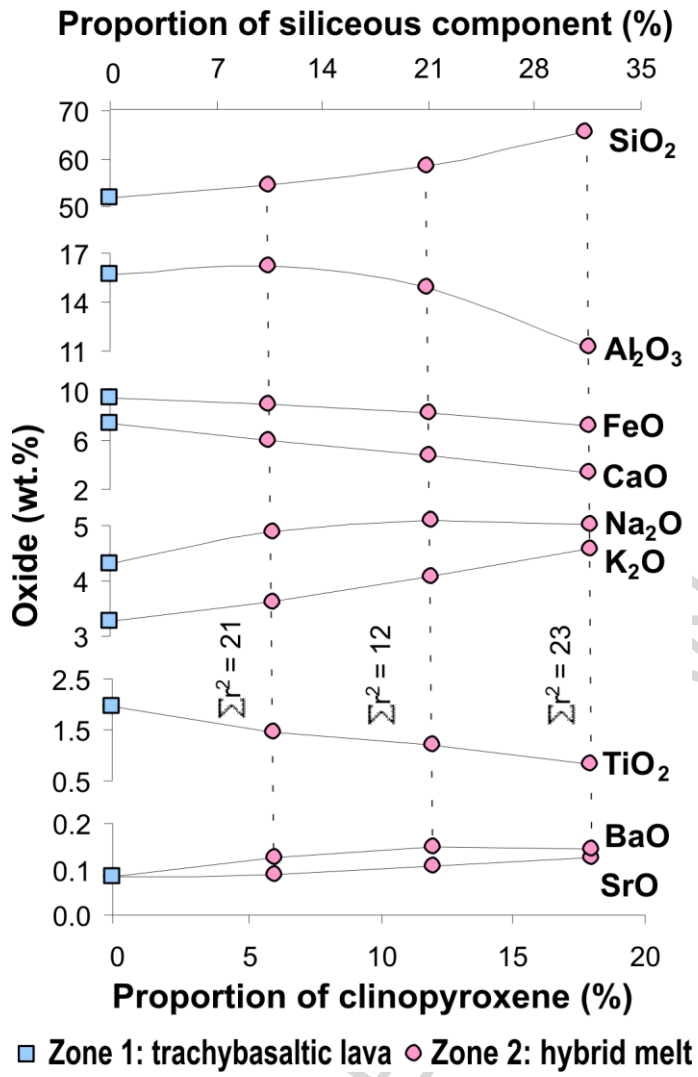 Proportion of siliceous component (%)
0 7 14 21 28 35
70
60
50
SiO₂
17
14
11
Al₂O₃
10
6
2
FeO
CaO
5
4
3
Na₂O
K₂O
Oxide (wt.%)
∑r² = 21
∑r² = 12
∑r² = 23
2.5
1.5
0.5
TiO₂
0.2
0.1
0.0
BaO
SrO
0 5 10 15 20
Proportion of clinopyroxene (%)
Zone 1: trachybasaltic lava Zone 2: hybrid melt